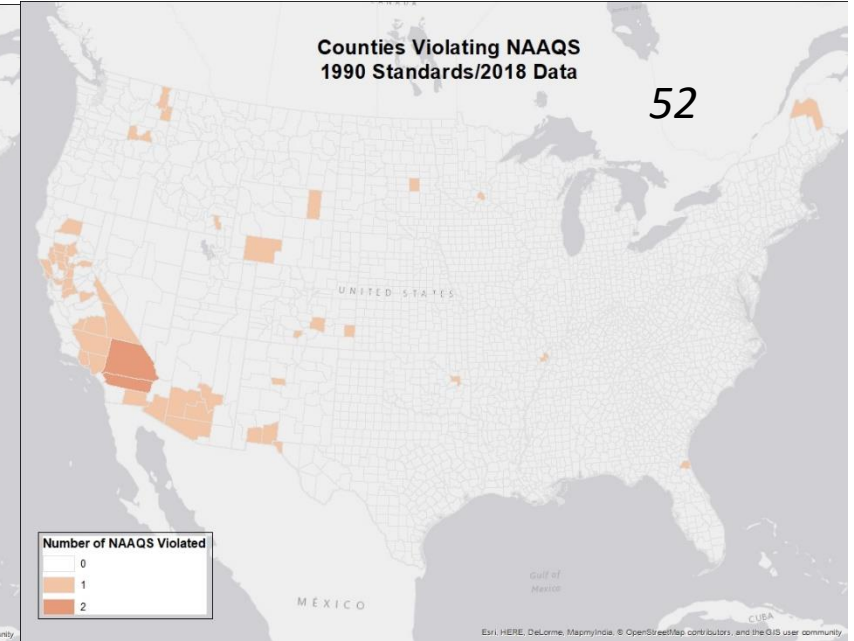 Counties Violating NAAQS
1990 Standards/2018 Data
52
UNITED STATES
Number of NAAQS Violated
0
1
2
MÉXICO
Gulf of
Mexico
CUBA
nity
Esri, HERE, DeLorme, MapmyIndia, © OpenStreetMap contributors, and the GIS user community